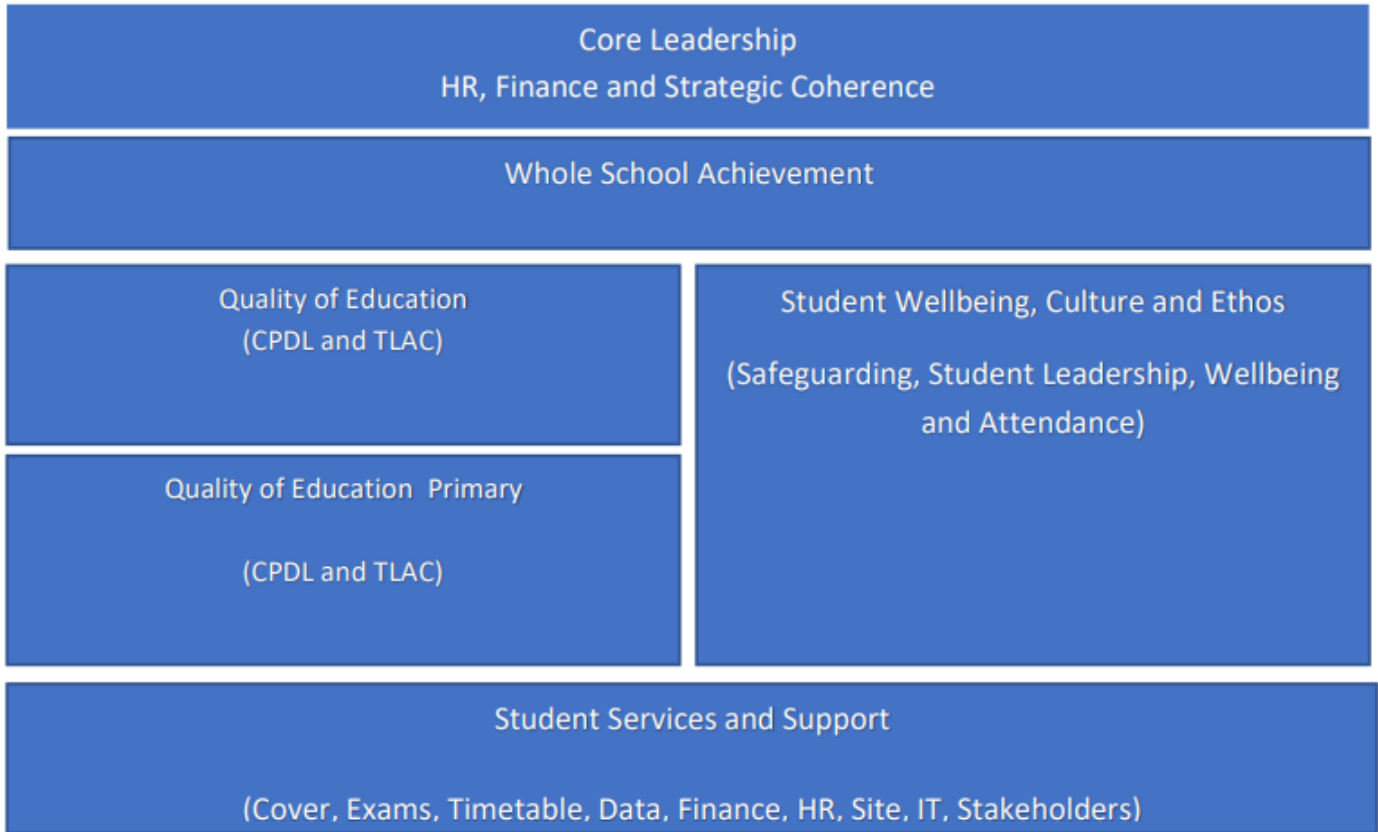 Core Leadership
HR, Finance and Strategic Coherence
Whole School Achievement
Quality of Education
(CPDL and TLAC)
Quality of Education  Primary
(CPDL and TLAC)
Student Wellbeing, Culture and Ethos
(Safeguarding, Student Leadership, Wellbeing
and Attendance)
Student Services and Support
(Cover, Exams, Timetable, Data, Finance, HR, Site, IT, Stakeholders)